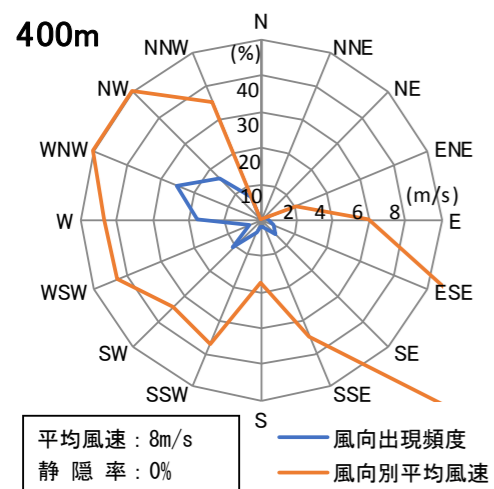 400m
N
NNW
NNE
(%)
NW
NE
40
30
WNW
ENE
20
10
(m/s)
W
2
4
6
8
E
WSW
ESE
SW
SE
SSW
SSE
S
平均風速：8m/s
静 隠 率：0%
風向出現頻度
風向別平均風速